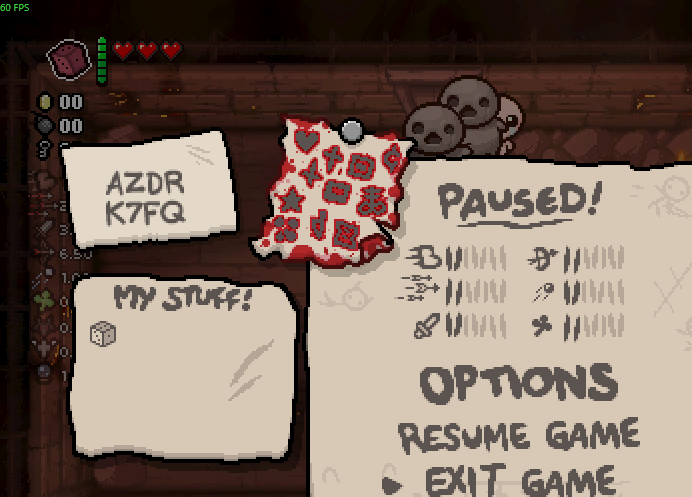 60 FPS
00
00
AZDR
K7FQ
MY STUFF!
PAUSED!
OPTIONS
RESUME GAME
EXIT GAME